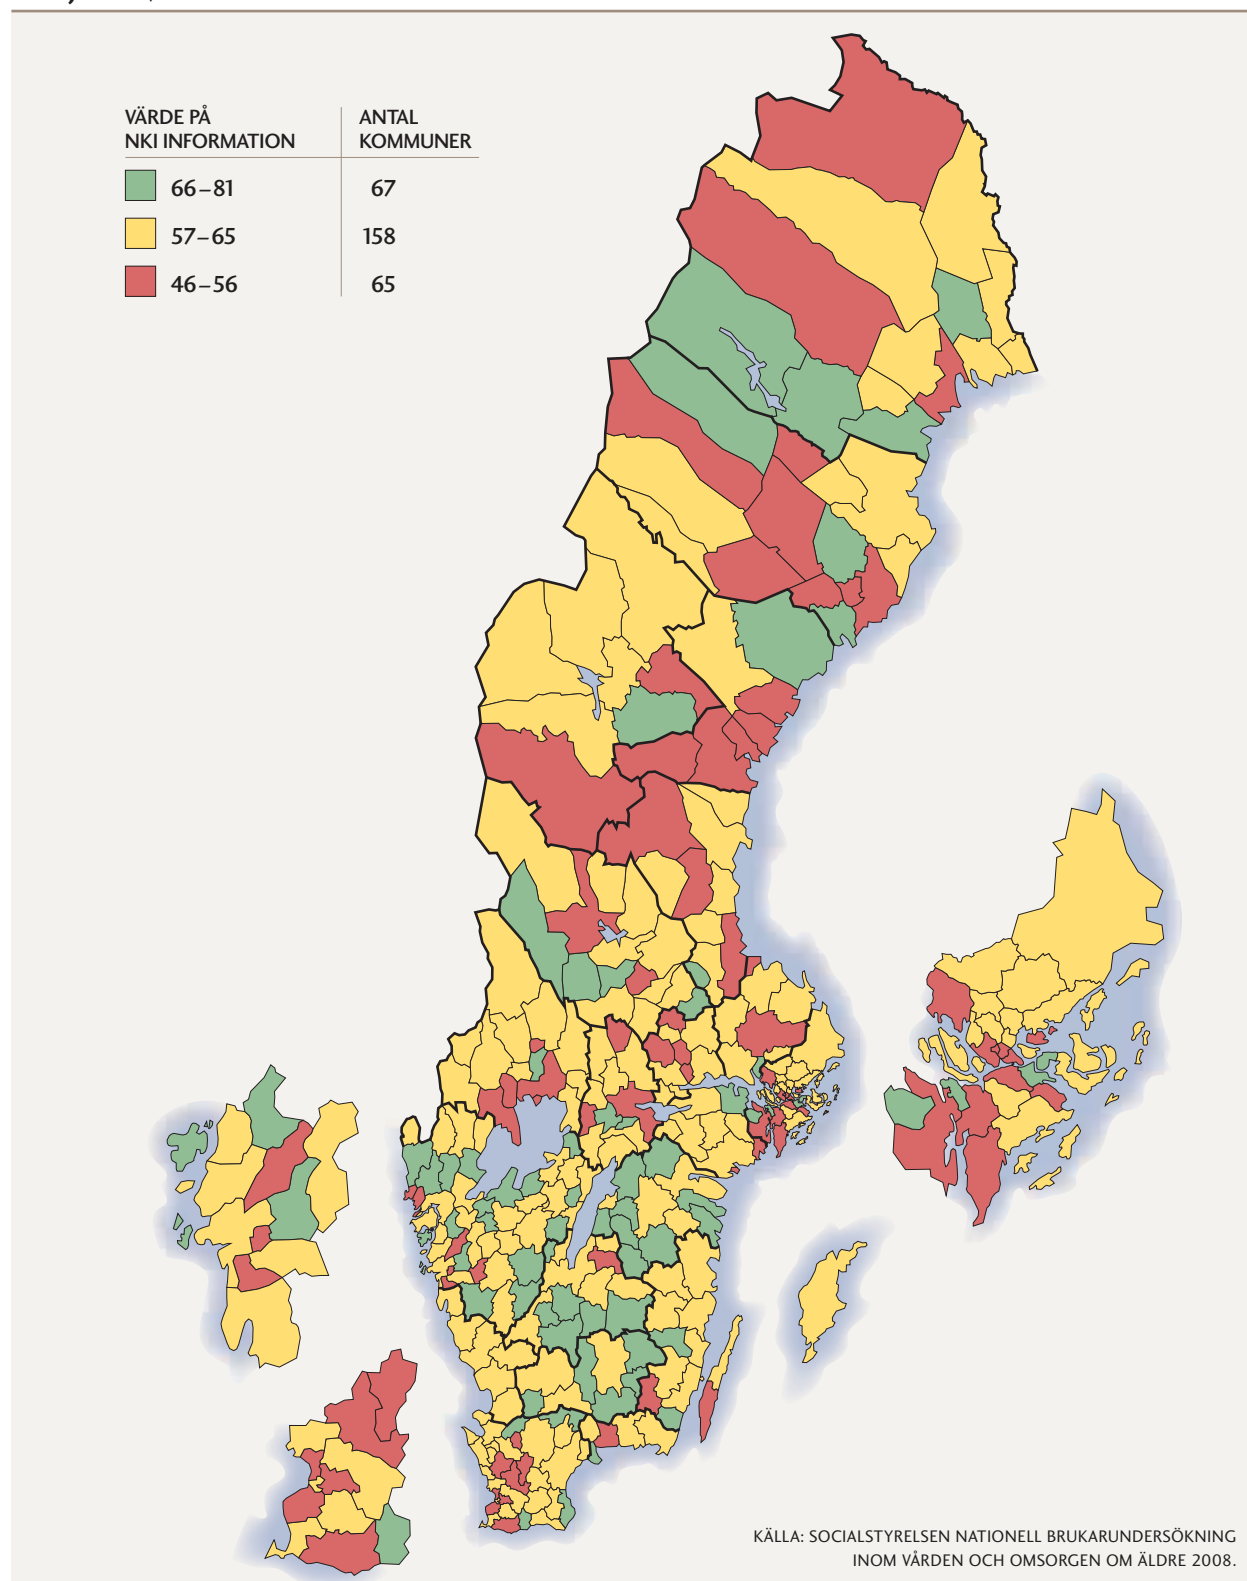 VÄRDE PÅ
NKI INFORMATION
ANTAL
KOMMUNER
66–81 67
57–65 158
46–56 65
KÄLLA: SOCIALSTYRELSEN NATIONELL BRUKARUNDERSÖKNING
INOM VÅRDEN OCH OMSORGEN OM ÄLDRE 2008.